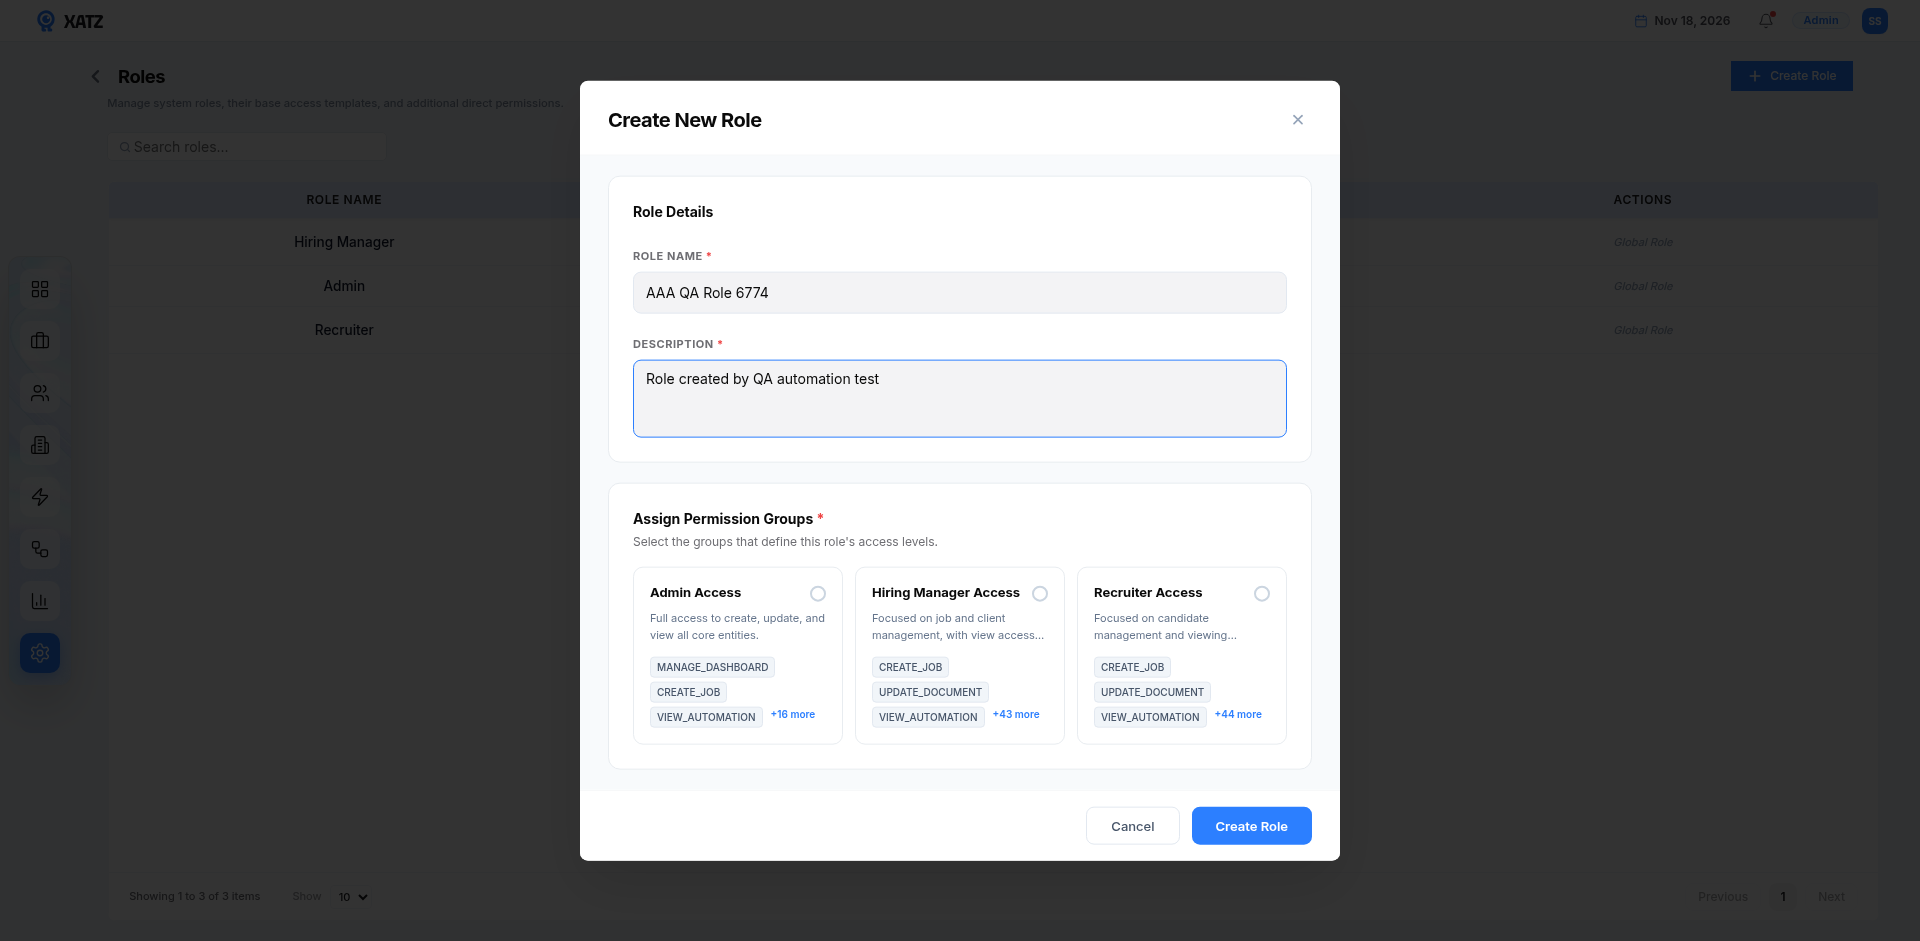 XATZ
Nov 18, 2026
Admin
SS
Roles
Create Role
Manage system roles, their base access templates, and additional direct permissions.
Search roles...
ROLE NAME
ACTIONS
Hiring Manager
Global Role
Admin
Global Role
Recruiter
Global Role
Create New Role
Role Details
ROLE NAME *
AAA QA Role 6774
DESCRIPTION *
Role created by QA automation test
Assign Permission Groups *
Select the groups that define this role's access levels.
Admin Access
Full access to create, update, and
view all core entities.
MANAGE_DASHBOARD
CREATE_JOB
VIEW_AUTOMATION +16 more
Hiring Manager Access
Focused on job and client
management, with view access...
CREATE_JOB
UPDATE_DOCUMENT
VIEW_AUTOMATION +43 more
Recruiter Access
Focused on candidate
management and viewing...
CREATE_JOB
UPDATE_DOCUMENT
VIEW_AUTOMATION +44 more
Cancel
Create Role
Showing 1 to 3 of 3 items
Show 10
Previous 1 Next